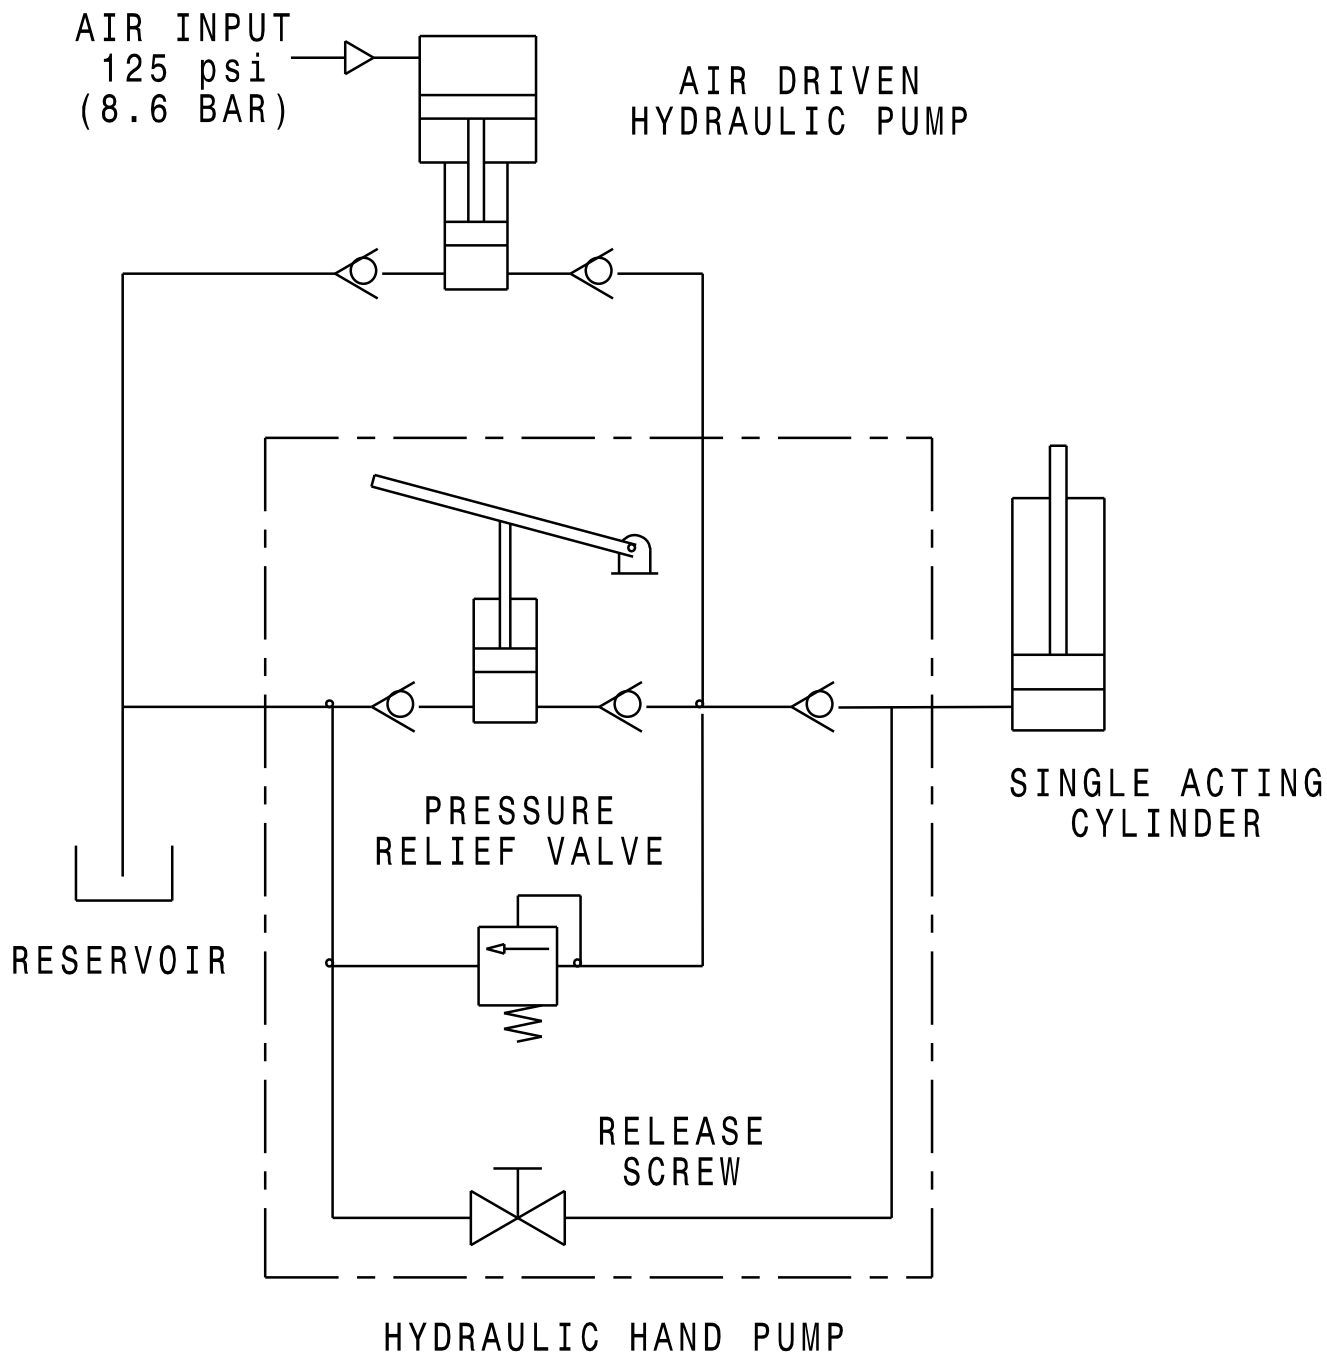 AIR INPUT
125 psi
(8.6 BAR)
AIR DRIVEN
HYDRAULIC PUMP
SINGLE ACTING
CYLINDER
PRESSURE
RELIEF VALVE
RESERVOIR
RELEASE
SCREW
HYDRAULIC HAND PUMP